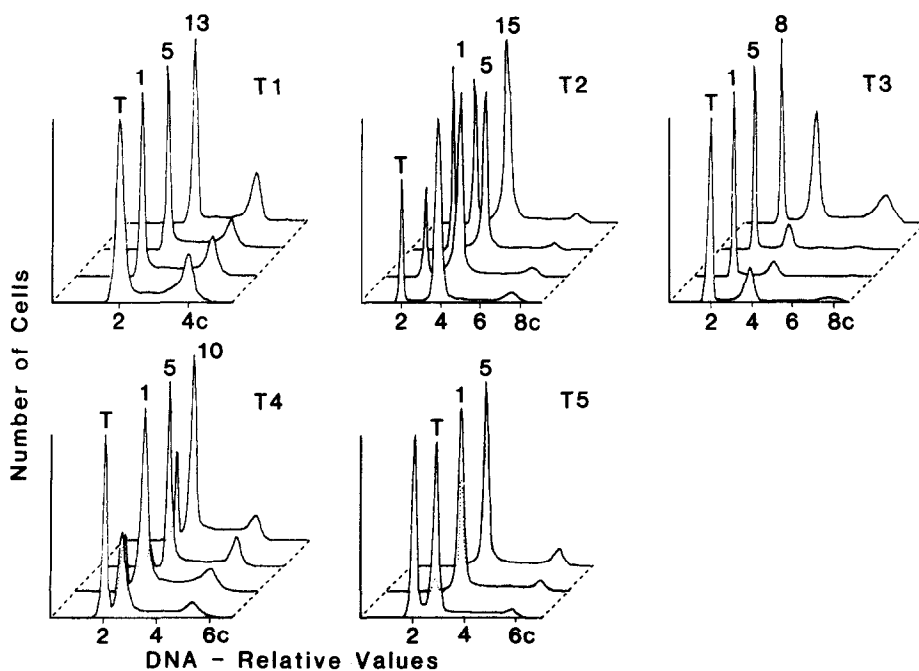 13
5
1
T
T1
15
1
5
T
T2
8
5
1
T
T3
2 4c
2 4 6 8c
2 4 6 8c
Number of Cells
10
5
1
T
T4
5
1
T
T5
2 4 6c
2 4 6c
DNA - Relative Values